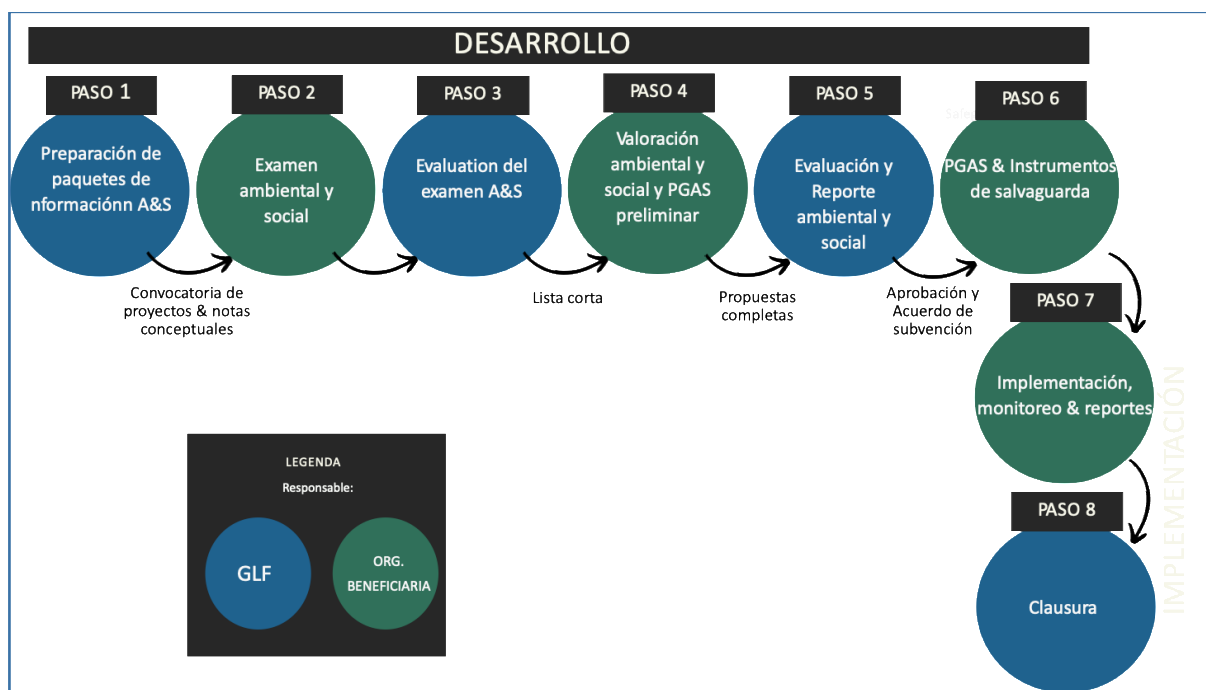 DESARROLLO
PASO 1
Preparación de
paquetes de
nformaciónn A&S
PASO 2
Examen
ambiental y
social
PASO 3
Evaluation del
examen A&S
PASO 4
Valoración
ambiental y
social y PGAS
preliminar
PASO 5
Evaluación y
Reporte
ambiental y
social
PASO 6
PGAS & Instrumentos
de salvaguarda
Convocatoria de
proyectos & notas
conceptuales
Lista corta
Propuestas
completas
Aprobación y
Acuerdo de
subvención
PASO 7
Implementación,
monitoreo & reportes
PASO 8
Clausura
IMPLEMENTACIÓN
LEGENDA
Responsable:
GLF
ORG.
BENEFICIARIA